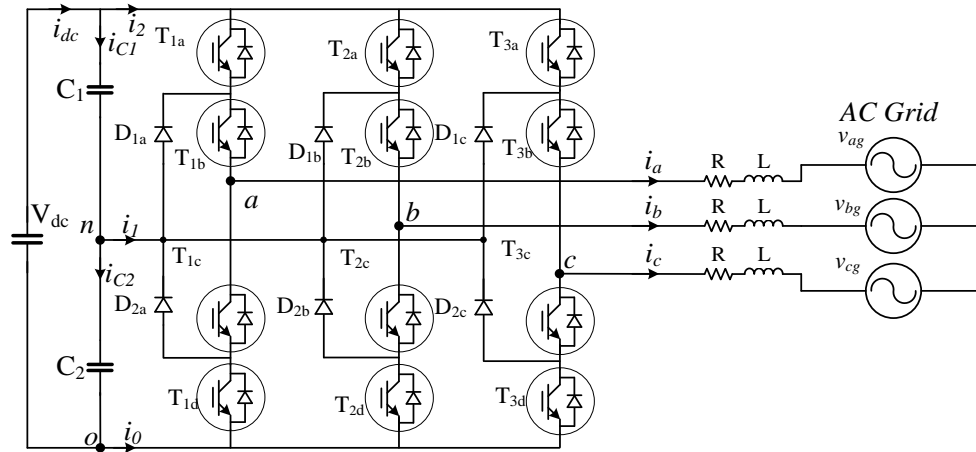 i_dc
i_C1
i_2
T_1a
T_2a
T_3a
C_1
D_1a
T_1b
D_1b
T_2b
D_1c
T_3b
AC Grid
v_ag
i_a
R
L
a
V_dc
n
i_1
b
i_b
R
L
v_bg
T_1c
T_2c
T_3c
c
i_c
R
L
v_cg
i_C2
D_2a
D_2b
D_2c
C_2
T_1d
T_2d
T_3d
o
i_0